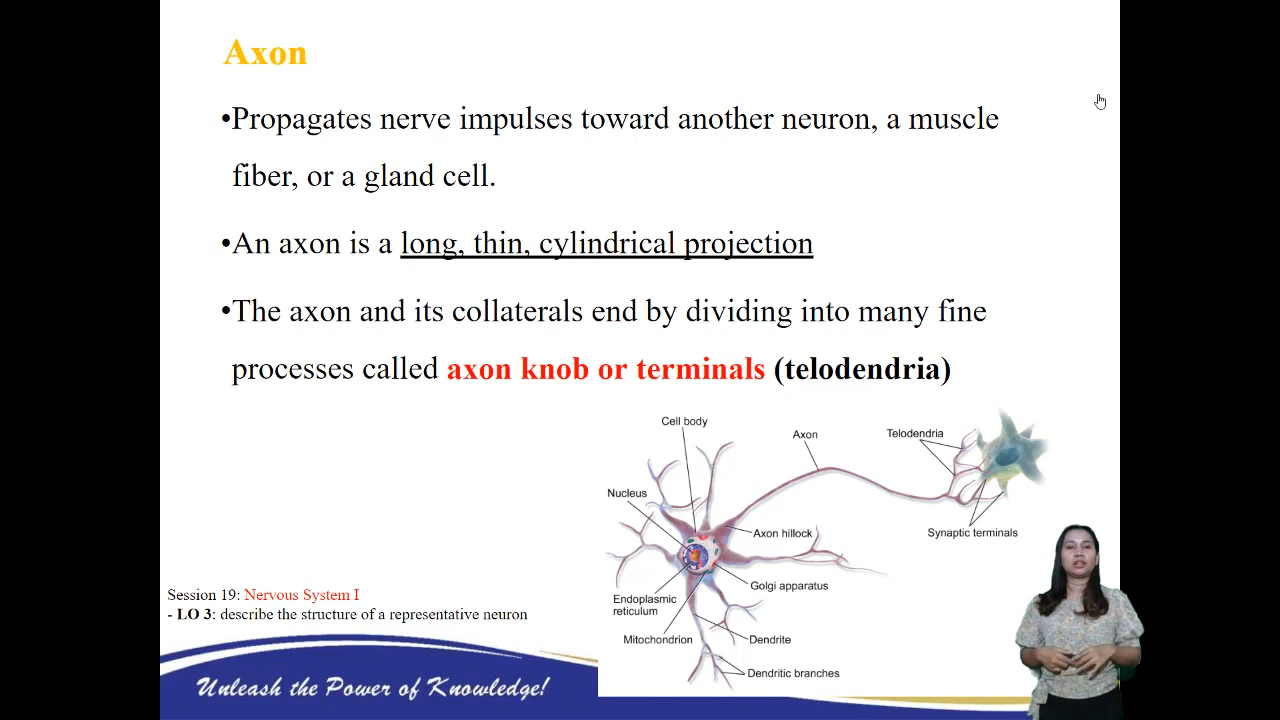 Axon
•Propagates nerve impulses toward another neuron, a muscle
fiber, or a gland cell.
•An axon is a long, thin, cylindrical projection
•The axon and its collaterals end by dividing into many fine
processes called axon knob or terminals (telodendria)
Cell body
Axon
Telodendria
Nucleus
Axon hillock
Synaptic terminals
Golgi apparatus
Endoplasmic
reticulum
Mitochondrion
Dendrite
Dendritic branches
Session 19: Nervous System I
- LO 3: describe the structure of a representative neuron
Unleash the Power of Knowledge!